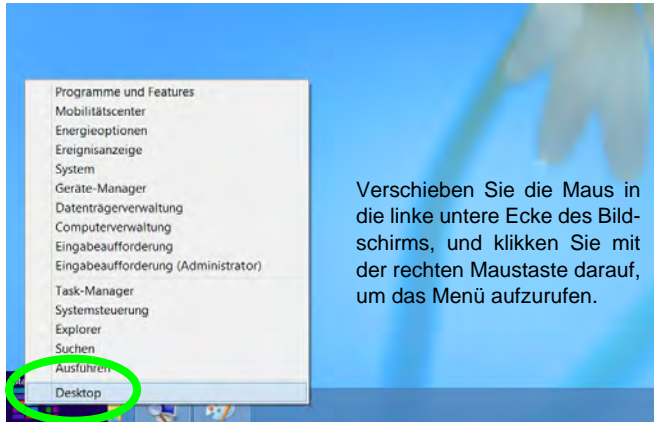 Programme und Features
Mobilitätscenter
Energieoptionen
Ereignisanzeige
System
Geräte-Manager
Datenträgerverwaltung
Computerverwaltung
Eingabeaufforderung
Eingabeaufforderung (Administrator)
Task-Manager
Systemsteuerung
Explorer
Suchen
Ausführen
Desktop
Verschieben Sie die Maus in
die linke untere Ecke des Bild-
schirms, und klikken Sie mit
der rechten Maustaste darauf,
um das Menü aufzurufen.